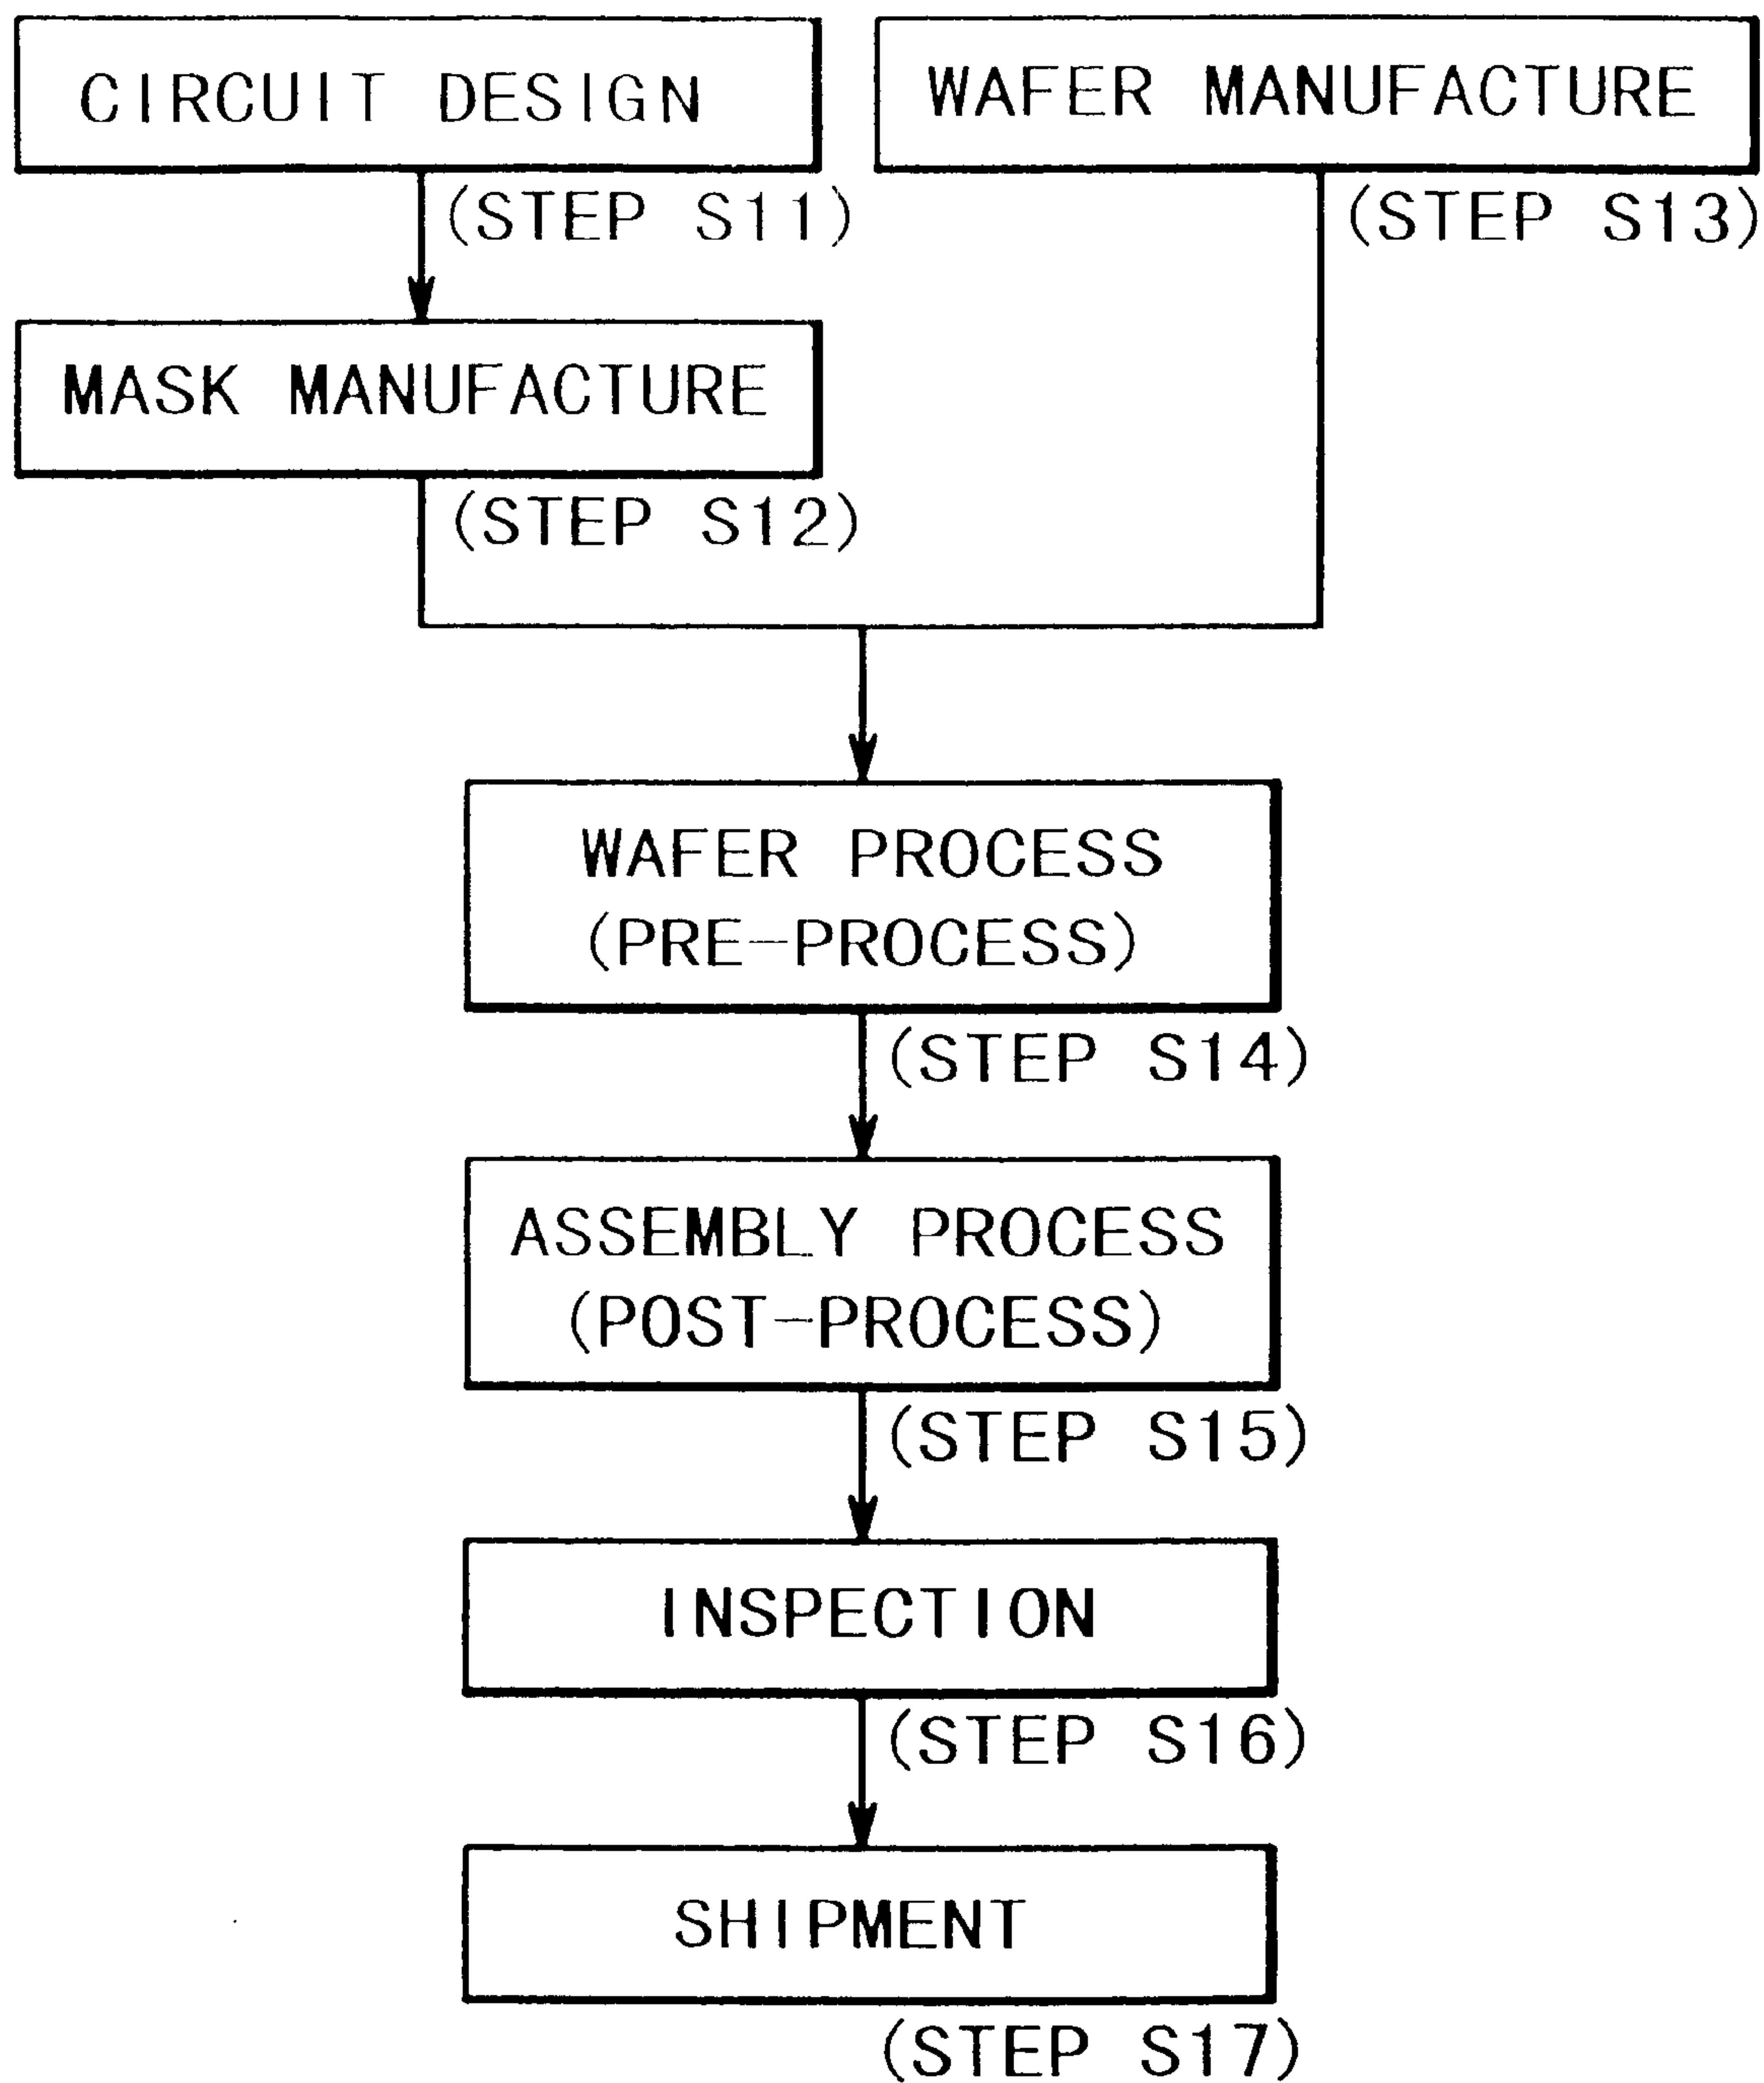 CIRCUIT DESIGN
(STEP S11)
WAFER MANUFACTURE
(STEP S13)
MASK MANUFACTURE
(STEP S12)
WAFER PROCESS
(PRE-PROCESS)
(STEP S14)
ASSEMBLY PROCESS
(POST-PROCESS)
(STEP S15)
INSPECTION
(STEP S16)
SHIPMENT
(STEP S17)